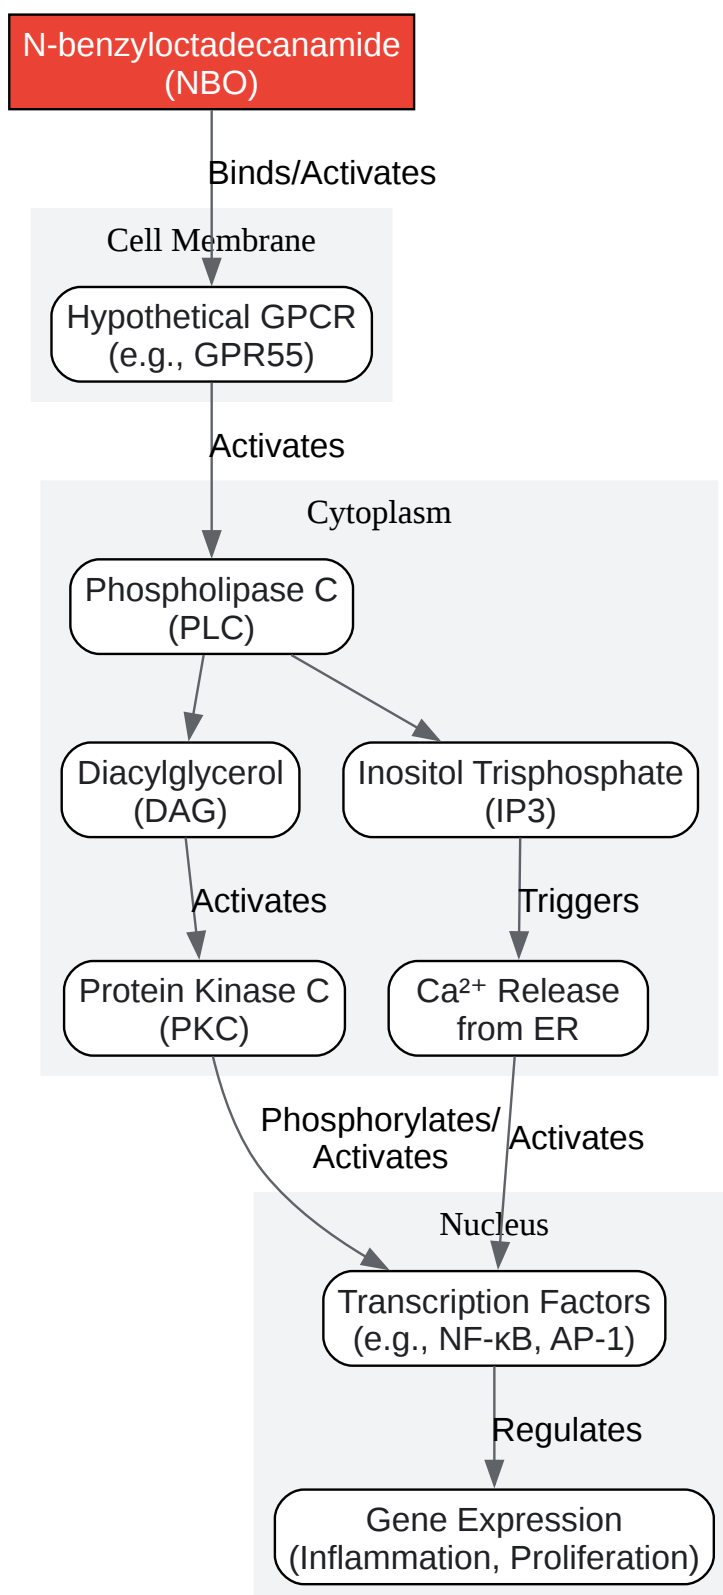 N-benzyloctadecanamide
(NBO)
Binds/Activates
Cell Membrane
Hypothetical GPCR
(e.g., GPR55)
Activates
Cytoplasm
Phospholipase C
(PLC)
Diacylglycerol
(DAG)
Inositol Trisphosphate
(IP3)
Activates
Triggers
Protein Kinase C
(PKC)
Ca²⁺ Release
from ER
Phosphorylates/
Activates
Activates
Nucleus
Transcription Factors
(e.g., NF-κB, AP-1)
Regulates
Gene Expression
(Inflammation, Proliferation)